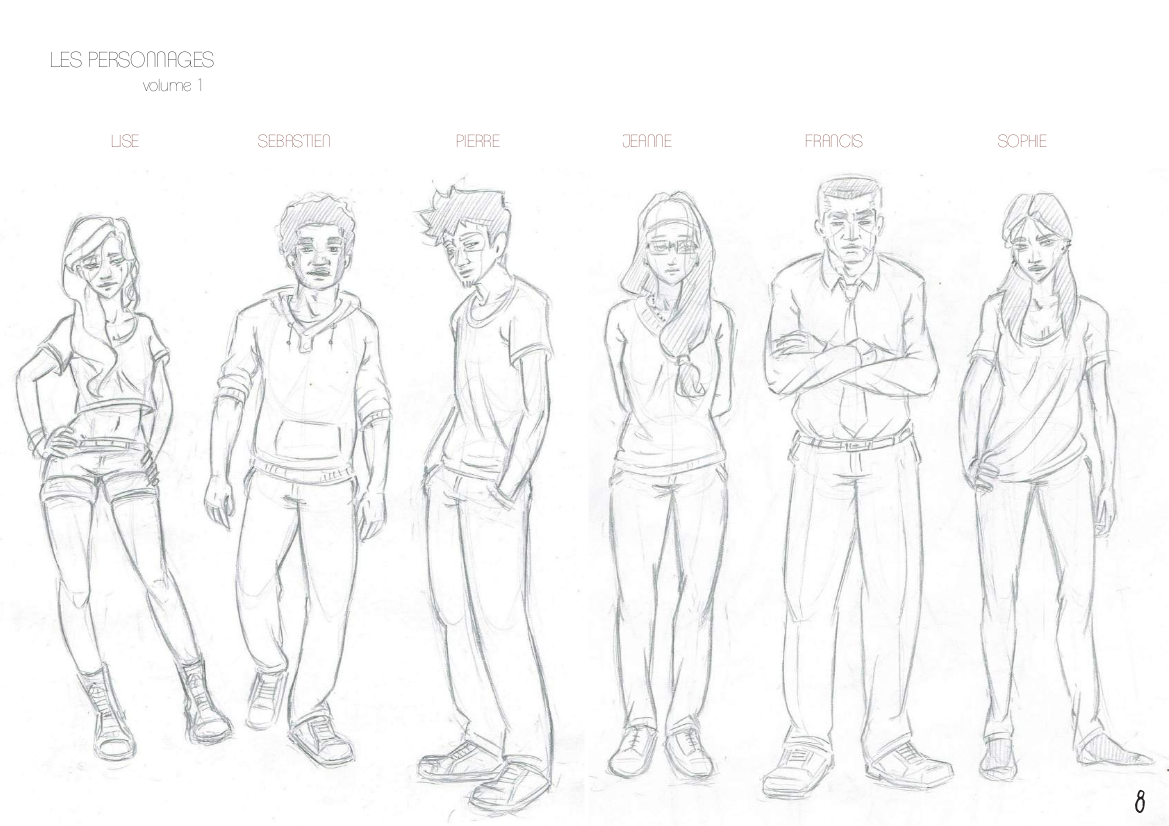 LES PERSONNAGES
volume 1
LISE
SEBASTIEN
PIERRE
JEANNE
FRANCIS
SOPHIE
8